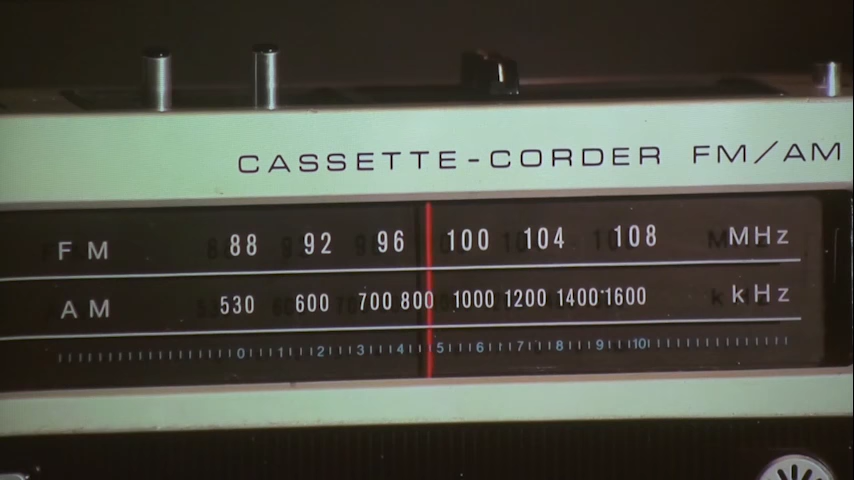 CASSETTE-CORDER FM/AM
FM 88 92 96 100 104 108 MHz
AM 530 600 700 800 1000 1200 1400 1600 kHz
0 1 2 3 4 5 6 7 8 9 10